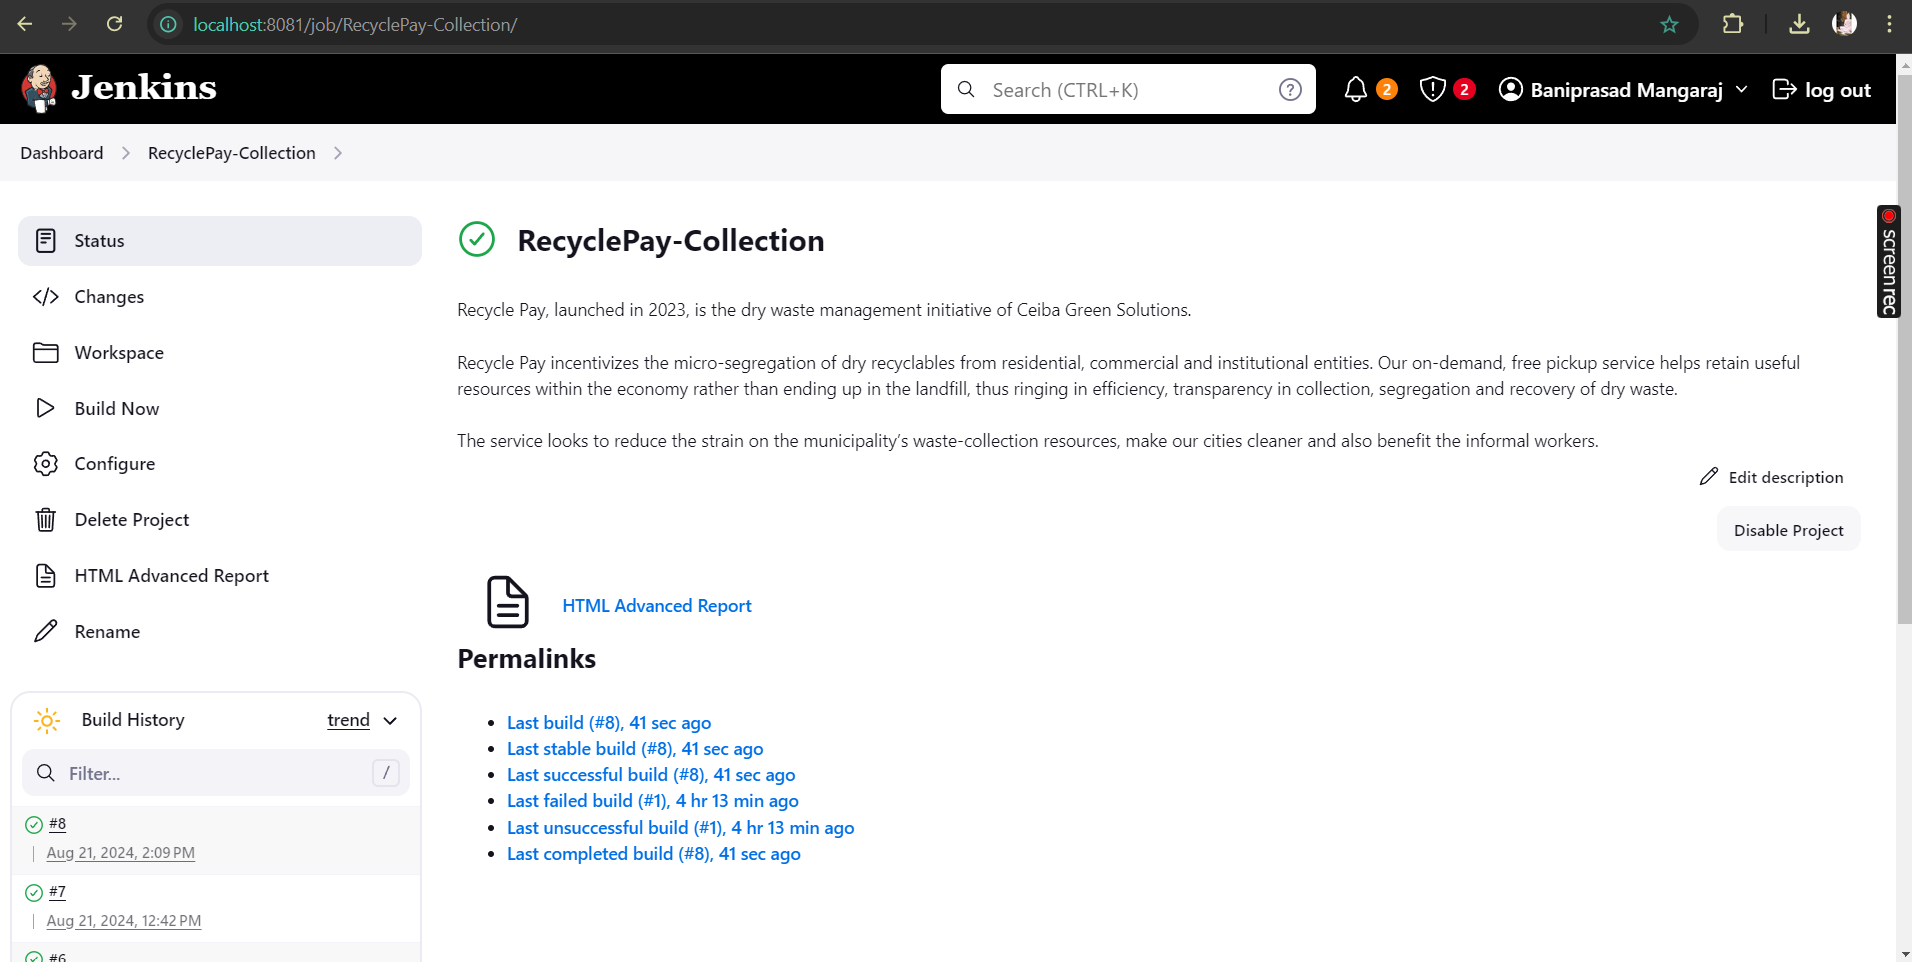 localhost:8081/job/RecyclePay-Collection/
Jenkins
Search (CTRL+K)
?
2
2
Baniprasad Mangaraj
log out
Dashboard
RecyclePay-Collection
Status
Changes
Workspace
Build Now
Configure
Delete Project
HTML Advanced Report
Rename
Build History
trend
Filter...
/
#8
Aug 21, 2024, 2:09 PM
#7
Aug 21, 2024, 12:42 PM
#6
RecyclePay-Collection
Recycle Pay, launched in 2023, is the dry waste management initiative of Ceiba Green Solutions.
Recycle Pay incentivizes the micro-segregation of dry recyclables from residential, commercial and institutional entities. Our on-demand, free pickup service helps retain useful
resources within the economy rather than ending up in the landfill, thus ringing in efficiency, transparency in collection, segregation and recovery of dry waste.
The service looks to reduce the strain on the municipality’s waste-collection resources, make our cities cleaner and also benefit the informal workers.
Edit description
Disable Project
HTML Advanced Report
Permalinks
Last build (#8), 41 sec ago
Last stable build (#8), 41 sec ago
Last successful build (#8), 41 sec ago
Last failed build (#1), 4 hr 13 min ago
Last unsuccessful build (#1), 4 hr 13 min ago
Last completed build (#8), 41 sec ago
screenrec